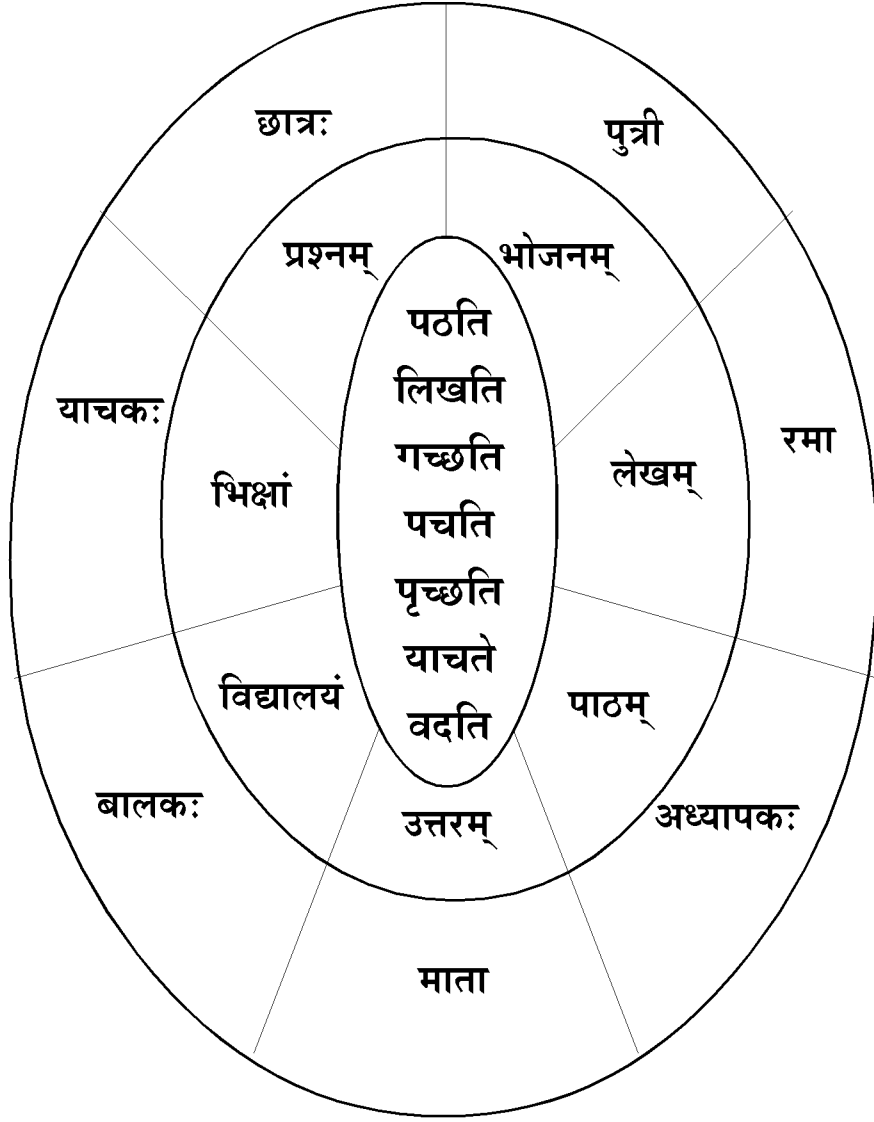 छात्रः
पुत्री
प्रश्नम्
भोजनम्
पठति
लिखति
गच्छति
पचति
पृच्छति
याचते
वदति
याचकः
भिक्षां
लेखम्
रमा
विद्यालयं
पाठम्
बालकः
उत्तरम्
अध्यापकः
माता